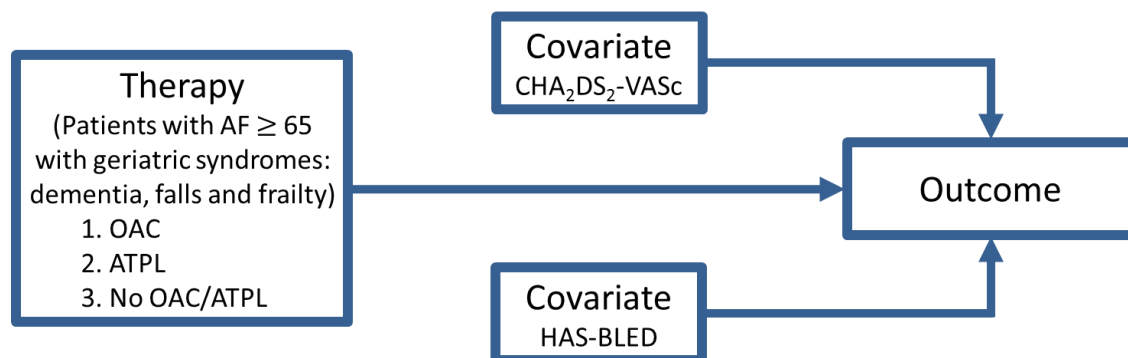 Therapy
(Patients with AF ≥ 65
with geriatric syndromes:
dementia, falls and frailty)
1. OAC
2. ATPL
3. No OAC/ATPL
Covariate
CHA₂DS₂-VASc
Outcome
Covariate
HAS-BLED